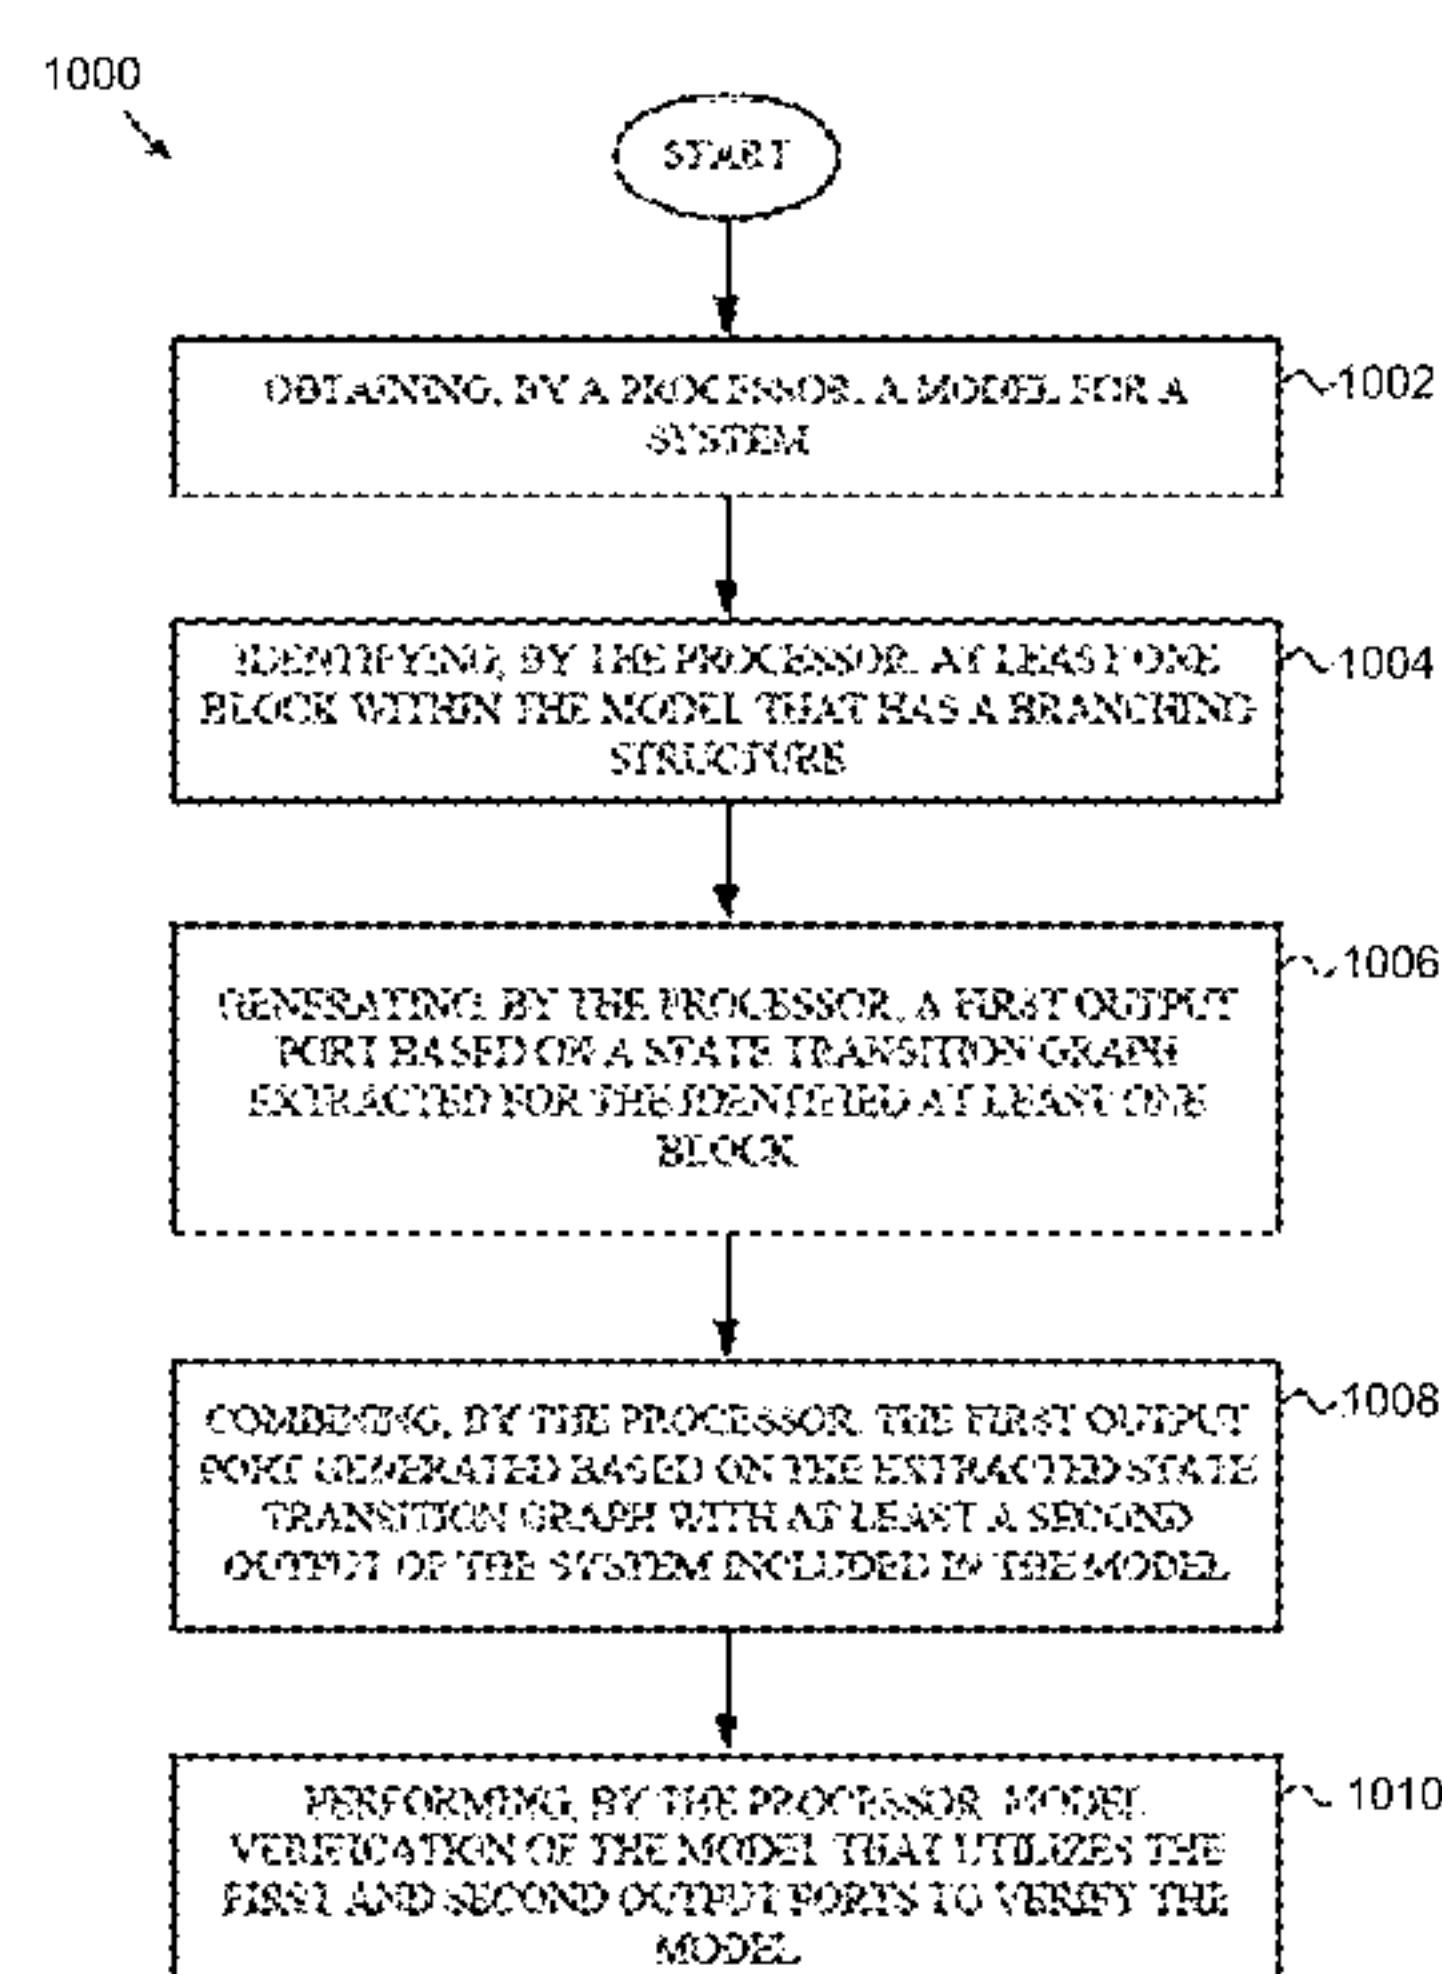 1000
START
OBTAINING, BY A PROCESSOR, A MODEL FOR A
SYSTEM
1002
IDENTIFYING, BY THE PROCESSOR, AT LEAST ONE
BLOCK WITHIN THE MODEL THAT HAS A BRANCHING
STRUCTURE
1004
GENERATING, BY THE PROCESSOR, A FIRST OUTPUT
PORT BASED ON A STATE TRANSITION GRAPH
EXTRACTED FOR THE IDENTIFIED AT LEAST ONE
BLOCK
1006
COMBINING, BY THE PROCESSOR, THE FIRST OUTPUT
PORT GENERATED BASED ON THE EXTRACTED STATE
TRANSITION GRAPH WITH AT LEAST A SECOND
OUTPUT OF THE SYSTEM INCLUDED IN THE MODEL
1008
PERFORMING, BY THE PROCESSOR, MODEL
VERIFICATION OF THE MODEL THAT UTILIZES THE
FIRST AND SECOND OUTPUT PORTS TO VERIFY THE
MODEL
1010